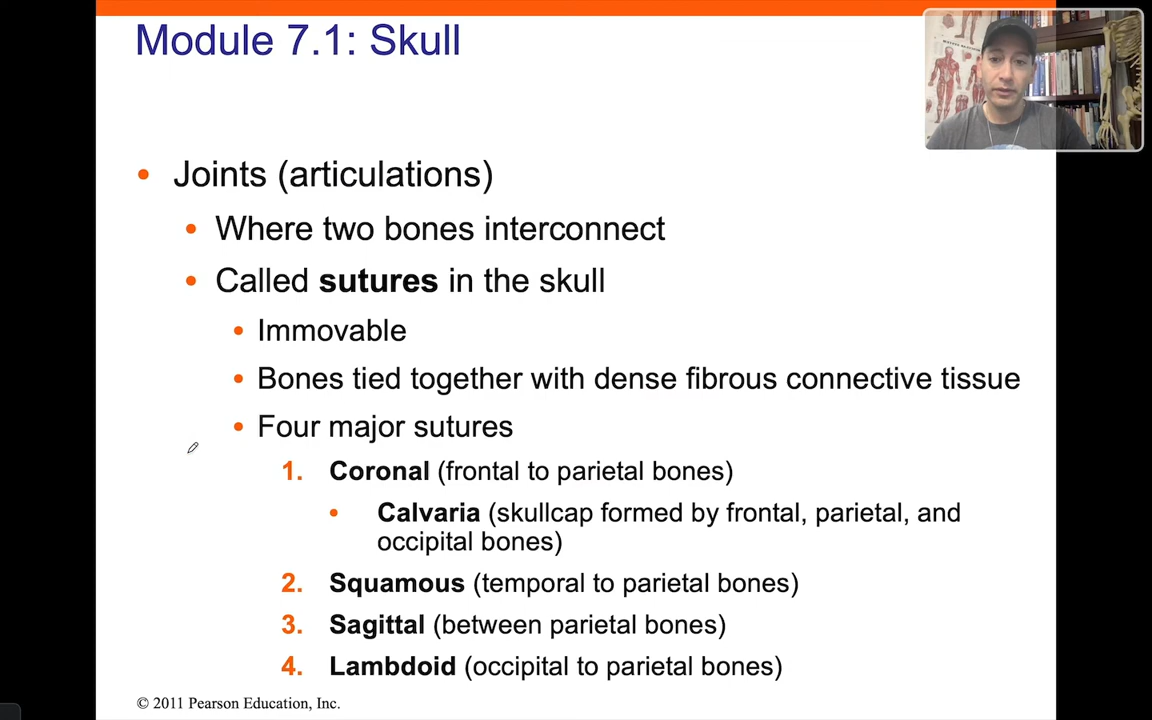 Module 7.1: Skull
• Joints (articulations)
• Where two bones interconnect
• Called sutures in the skull
• Immovable
• Bones tied together with dense fibrous connective tissue
• Four major sutures
1. Coronal (frontal to parietal bones)
• Calvaria (skullcap formed by frontal, parietal, and
occipital bones)
2. Squamous (temporal to parietal bones)
3. Sagittal (between parietal bones)
4. Lambdoid (occipital to parietal bones)
© 2011 Pearson Education, Inc.